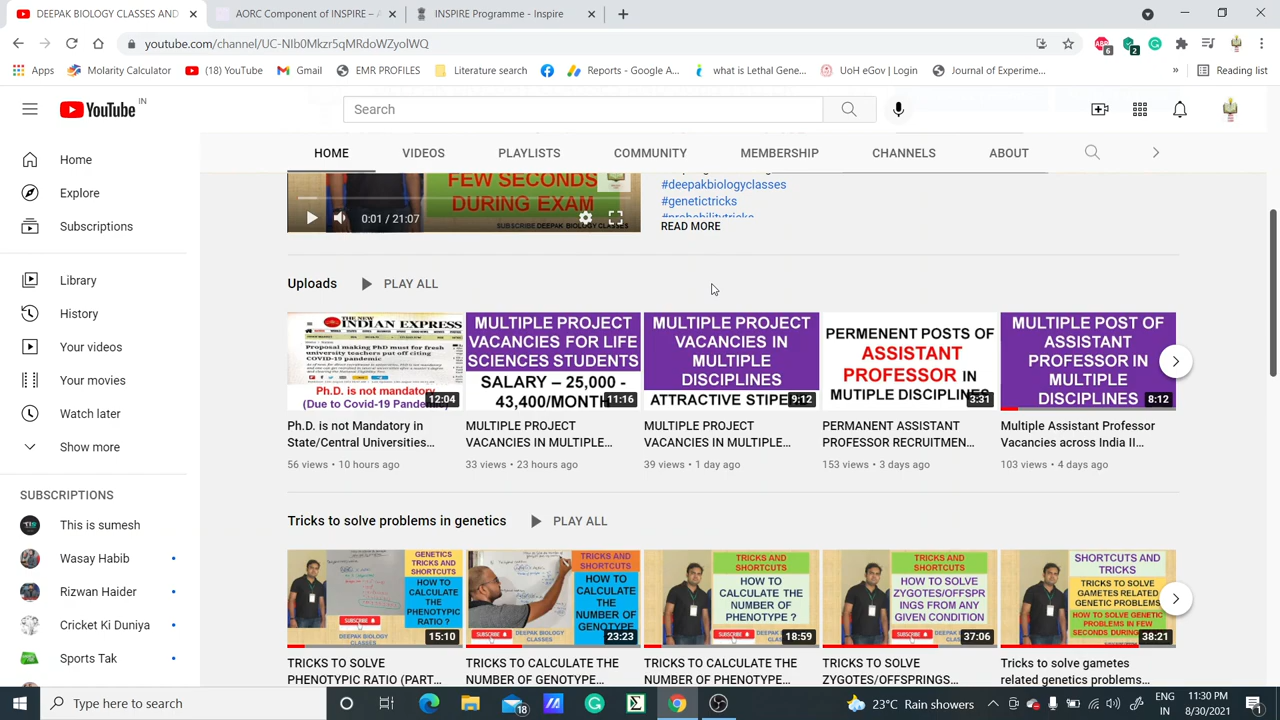 DEEPAK BIOLOGY CLASSES AND
AORC Component of INSPIRE – A
INSPIRE Programme - Inspire
youtube.com/channel/UC-NIb0Mkzr5qMRdoWZyolWQ
6
2
Apps
Molarity Calculator
(18) YouTube
Gmail
EMR PROFILES
Literature search
Reports - Google A...
what is Lethal Gene...
UoH eGov | Login
Journal of Experime...
»
Reading list
YouTube IN
Search
HOME
VIDEOS
PLAYLISTS
COMMUNITY
MEMBERSHIP
CHANNELS
ABOUT
Home
Explore
Subscriptions
Library
History
Your videos
Your movies
Watch later
Show more
SUBSCRIPTIONS
This is sumesh
Wasay Habib
Rizwan Haider
Cricket Ki Duniya
Sports Tak
FEW SECONDS
DURING EXAM
0:01 / 21:07
SUBSCRIBE DEEPAK BIOLOGY CLASSES
#deepakbiologyclasses
#genetictricks
#probabilitytricks
READ MORE
Uploads
PLAY ALL
THE NEW
INDIAN EXPRESS
Proposal making PhD must for fresh
university teachers put off citing
COVID-19 pandemic
Ph.D. is not mandatory
(Due to Covid-19 Pandemic)
12:04
Ph.D. is not Mandatory in
State/Central Universities...
56 views • 10 hours ago
MULTIPLE PROJECT
VACANCIES FOR LIFE
SCIENCES STUDENTS
SALARY – 25,000 -
43,400/MONTH
11:16
MULTIPLE PROJECT
VACANCIES IN MULTIPLE...
33 views • 23 hours ago
MULTIPLE PROJECT
VACANCIES IN
MULTIPLE
DISCIPLINES
ATTRACTIVE STIPE
9:12
MULTIPLE PROJECT
VACANCIES IN MULTIPLE...
39 views • 1 day ago
PERMENENT POSTS OF
ASSISTANT
PROFESSOR IN
MUTIPLE DISCIPLINES
3:31
PERMANENT ASSISTANT
PROFESSOR RECRUITMEN...
153 views • 3 days ago
MULTIPLE POST OF
ASSISTANT
PROFESSOR IN
MULTIPLE
DISCIPLINES
8:12
Multiple Assistant Professor
Vacancies across India II...
103 views • 4 days ago
Tricks to solve problems in genetics
PLAY ALL
GENETICS
TRICKS AND
SHORTCUTS
HOW TO
CALCULATE
THE
PHENOTYPIC
RATIO ?
SUBSCRIBE
DEEPAK BIOLOGY
CLASSES
15:10
TRICKS TO SOLVE
PHENOTYPIC RATIO (PART...
TRICKS AND
SHORTCUTS
HOW TO
CALCULATE
THE
NUMBER OF
GENOTYPE
SUBSCRIBE
DEEPAK BIOLOGY
CLASSES
23:23
TRICKS TO CALCULATE THE
NUMBER OF GENOTYPE...
TRICKS AND
SHORTCUTS
HOW TO
CALCULATE THE
NUMBER OF
PHENOTYPE ?
SUBSCRIBE
DEEPAK BIOLOGY
CLASSES
18:59
TRICKS TO CALCULATE THE
NUMBER OF PHENOTYPE...
TRICKS AND
SHORTCUTS
HOW TO SOLVE
ZYGOTES/OFFSPR
INGS FROM ANY
GIVEN CONDITION
SUBSCRIBE
DEEPAK BIOLOGY
CLASSES
37:06
TRICKS TO SOLVE
ZYGOTES/OFFSPRINGS...
SHORTCUTS AND
TRICKS
TRICKS TO SOLVE
GAMETES RELATED
GENETIC PROBLEMS
HOW TO SOLVE GENETIC
PROBLEMS IN FEW
SECONDS DURING
SUBSCRIBE
38:21
Tricks to solve gametes
related genetics problems...
Type here to search
18
23°C Rain showers
ENG
IN
11:30 PM
8/30/2021
1